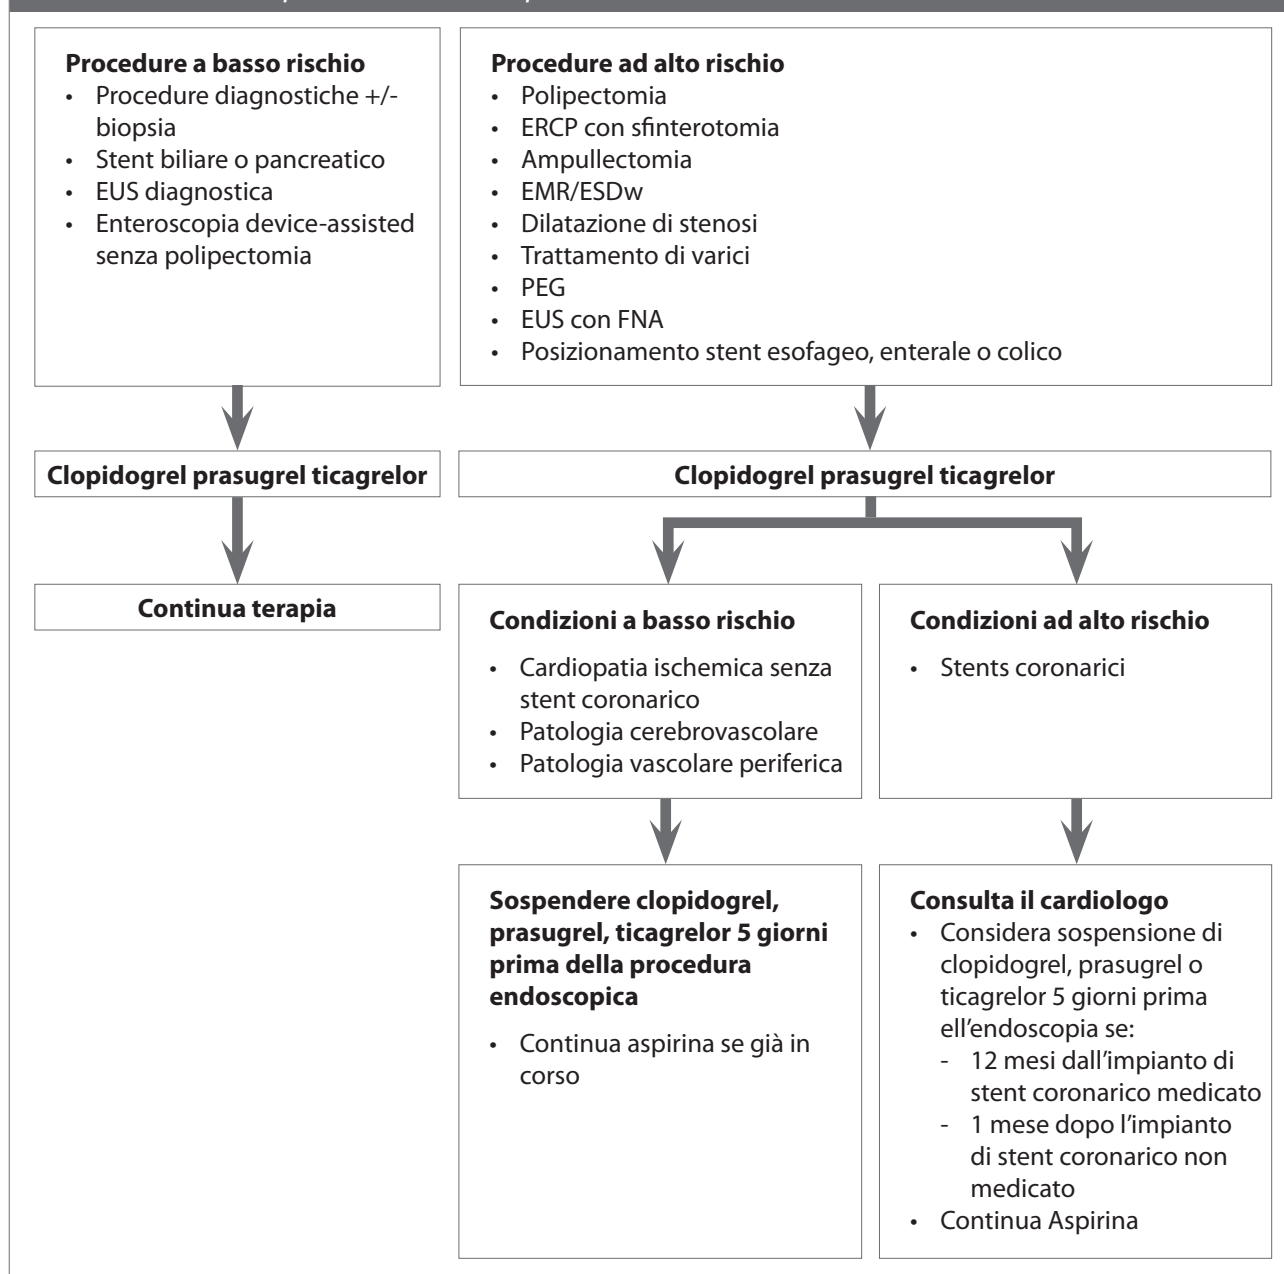 Procedure a basso rischio
• Procedure diagnostiche +/-
biopsia
• Stent biliare o pancreatico
• EUS diagnostica
• Enteroscopia device-assisted
senza polipectomia
Procedure ad alto rischio
• Polipectomia
• ERCP con sfinterotomia
• Ampullectomia
• EMR/ESDw
• Dilatazione di stenosi
• Trattamento di varici
• PEG
• EUS con FNA
• Posizionamento stent esofageo, enterale o colico
Clopidogrel prasugrel ticagrelor
Clopidogrel prasugrel ticagrelor
Continua terapia
Condizioni a basso rischio
• Cardiopatia ischemica senza
stent coronarico
• Patologia cerebrovascolare
• Patologia vascolare periferica
Condizioni ad alto rischio
• Stents coronarici
Sospendere clopidogrel,
prasugrel, ticagrelor 5 giorni
prima della procedura
endoscopica
• Continua aspirina se già in
corso
Consulta il cardiologo
• Considera sospensione di
clopidogrel, prasugrel o
ticagrelor 5 giorni prima
ell'endoscopia se:
- 12 mesi dall'impianto di
stent coronarico medicato
- 1 mese dopo l'impianto
di stent coronarico non
medicato
• Continua Aspirina